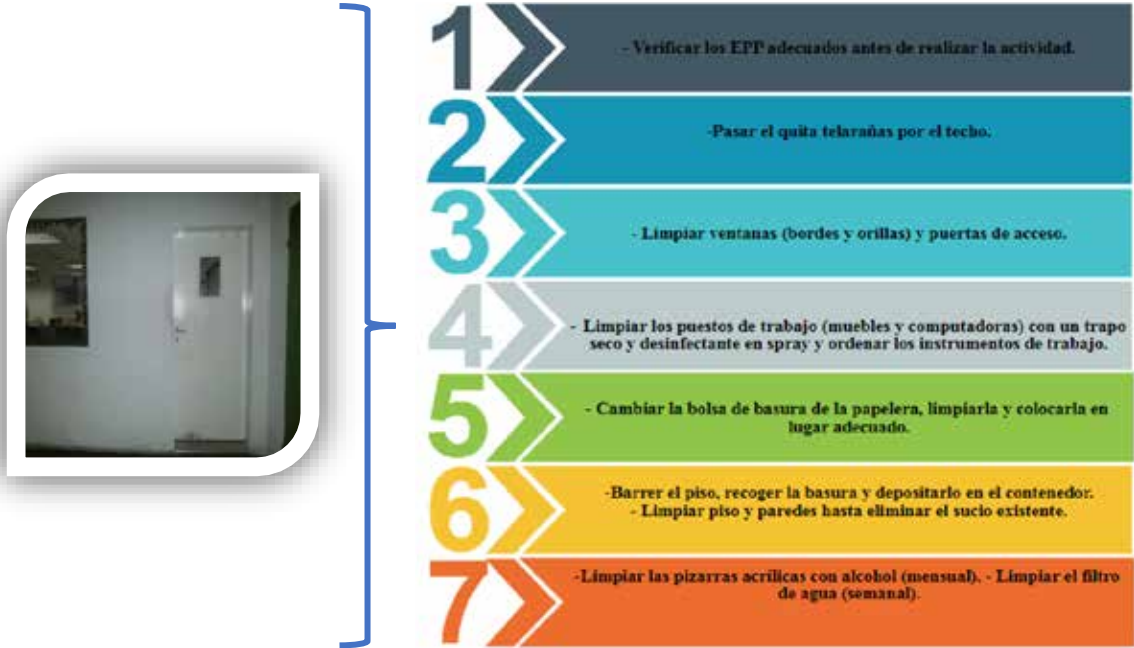 1
- Verificar los EPP adecuados antes de realizar la actividad.
2
-Pasar el quita telarañas por el techo.
3
- Limpiar ventanas (bordes y orillas) y puertas de acceso.
4
- Limpiar los puestos de trabajo (muebles y computadoras) con un trapo
seco y desinfectante en spray y ordenar los instrumentos de trabajo.
5
- Cambiar la bolsa de basura de la papelera, limpiarla y colocarla en
lugar adecuado.
6
-Barrer el piso, recoger la basura y depositarlo en el contenedor.
- Limpiar piso y paredes hasta eliminar el sucio existente.
7
-Limpiar las pizarras acrílicas con alcohol (mensual). - Limpiar el filtro
de agua (semanal).